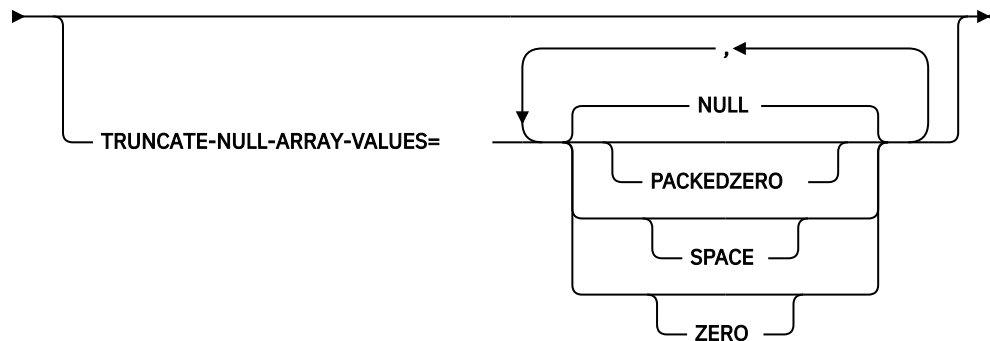 ,
NULL
TRUNCATE-NULL-ARRAY-VALUES=
PACKEDZERO
SPACE
ZERO